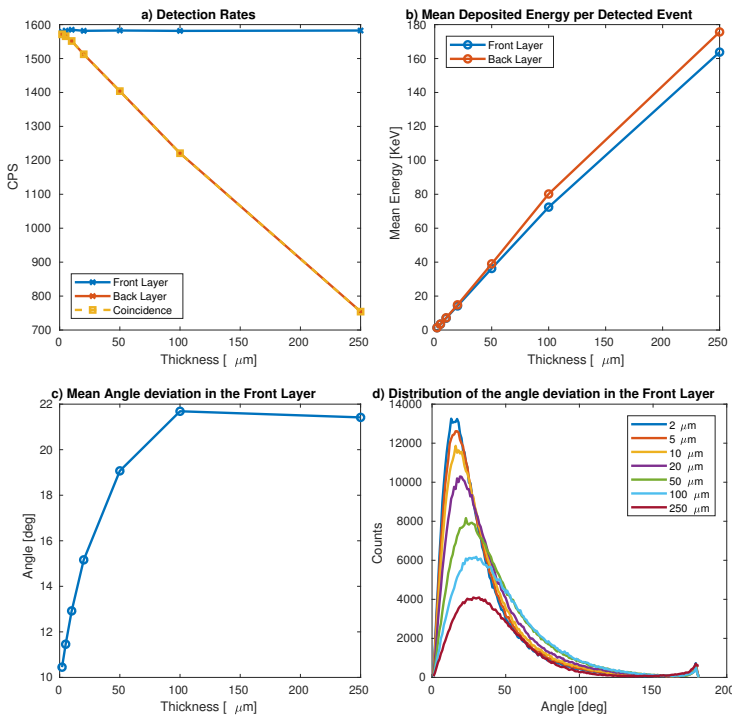 a) Detection Rates
1600
1500
1400
1300
1200
1100
1000
900
800
700
CPS
Front Layer
Back Layer
Coincidence
0 50 100 150 200 250
Thickness [ μm]
b) Mean Deposited Energy per Detected Event
180
160
140
120
100
80
60
40
20
0
Mean Energy [KeV]
Front Layer
Back Layer
0 50 100 150 200 250
Thickness [ μm]
c) Mean Angle deviation in the Front Layer
22
20
18
16
14
12
10
Angle [deg]
0 50 100 150 200 250
Thickness [ μm]
d) Distribution of the angle deviation in the Front Layer
14000
12000
10000
8000
6000
4000
2000
0
Counts
2 μm
5 μm
10 μm
20 μm
50 μm
100 μm
250 μm
0 50 100 150 200
Angle [deg]